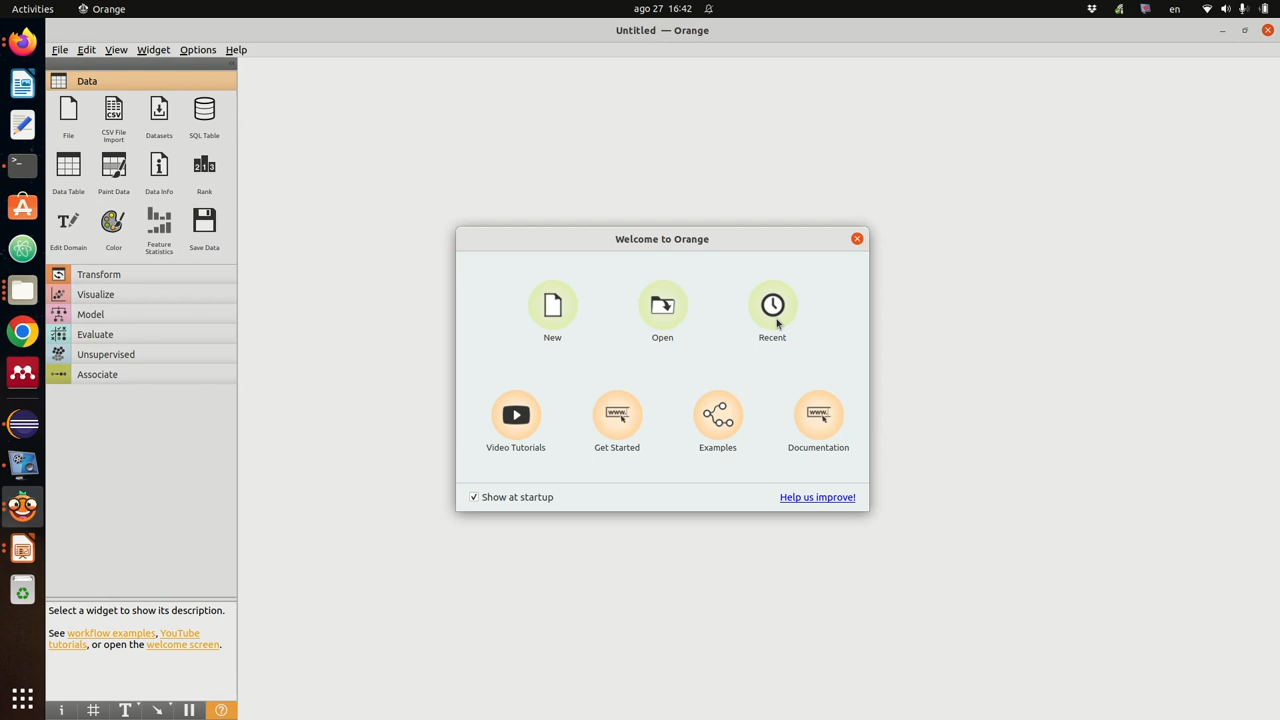 Activities
Orange
ago 27 16:42
en
Untitled — Orange
File Edit View Widget Options Help
Data
File
CSV File Import
Datasets
SQL Table
Data Table
Paint Data
Data Info
Rank
Edit Domain
Color
Feature Statistics
Save Data
Transform
Visualize
Model
Evaluate
Unsupervised
Associate
Select a widget to show its description.
See workflow examples, YouTube
tutorials, or open the welcome screen.
Welcome to Orange
New
Open
Recent
Video Tutorials
Get Started
Examples
Documentation
Show at startup
Help us improve!